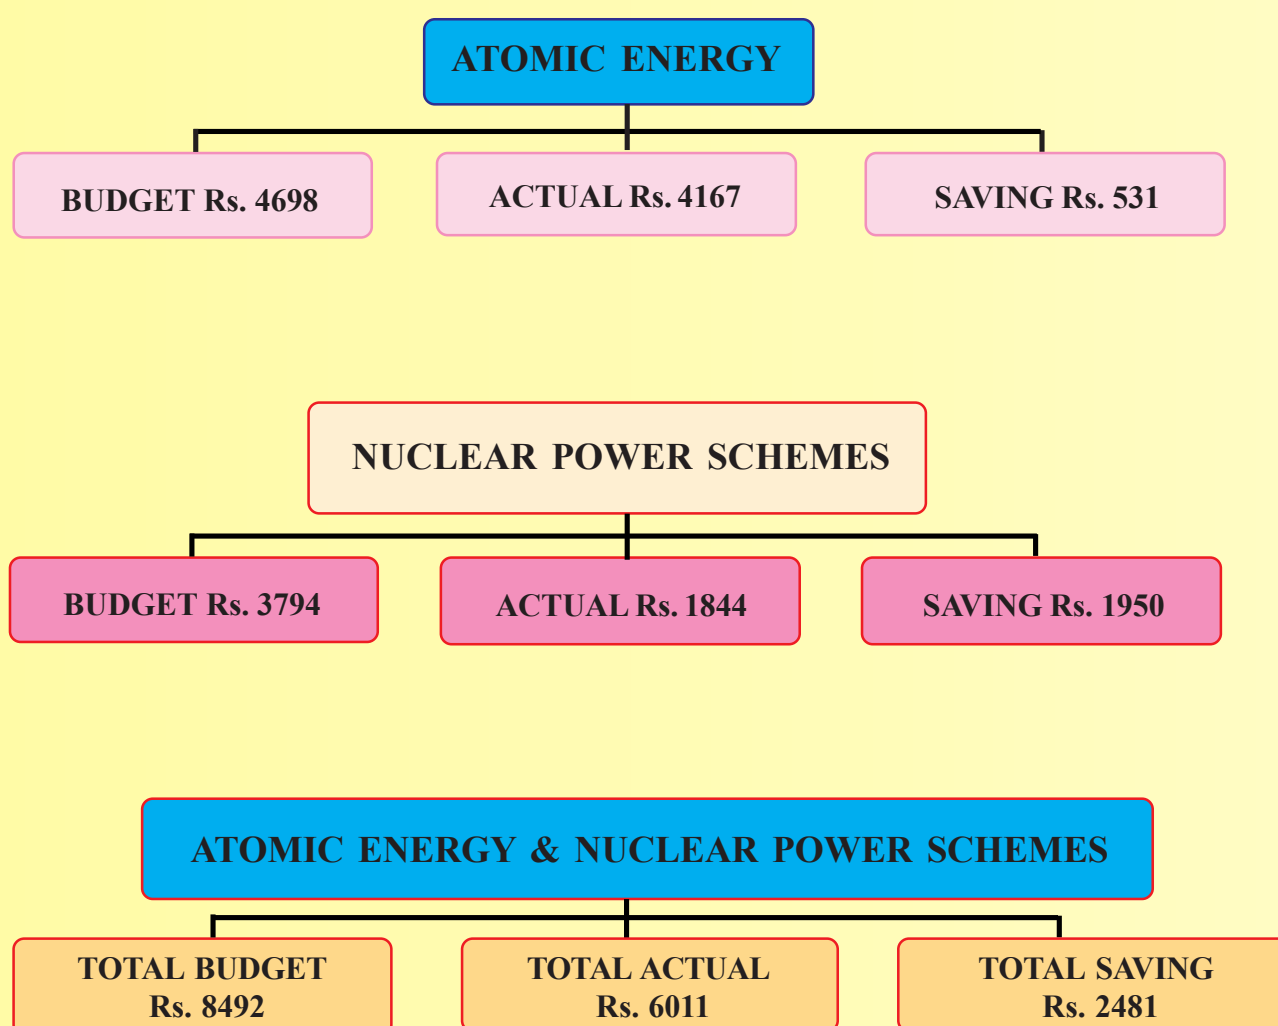 ATOMIC ENERGY
BUDGET Rs. 4698
ACTUAL Rs. 4167
SAVING Rs. 531
NUCLEAR POWER SCHEMES
BUDGET Rs. 3794
ACTUAL Rs. 1844
SAVING Rs. 1950
ATOMIC ENERGY & NUCLEAR POWER SCHEMES
TOTAL BUDGET
Rs. 8492
TOTAL ACTUAL
Rs. 6011
TOTAL SAVING
Rs. 2481